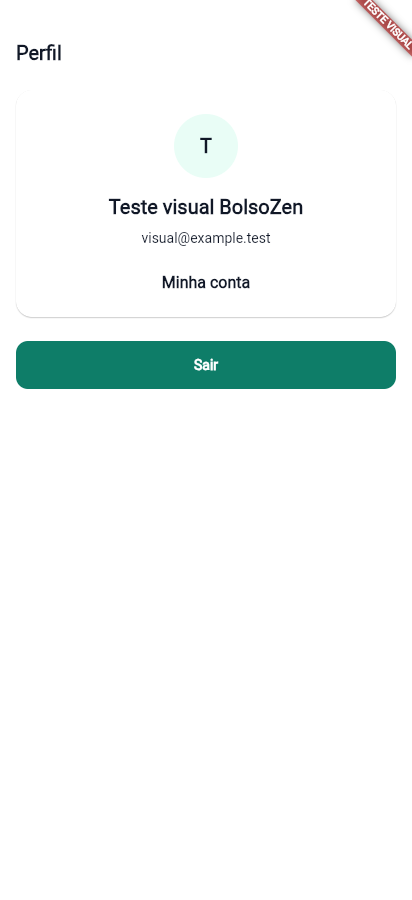 TESTE VISUAL
Perfil
T
Teste visual BolsoZen
visual@example.test
Minha conta
Sair